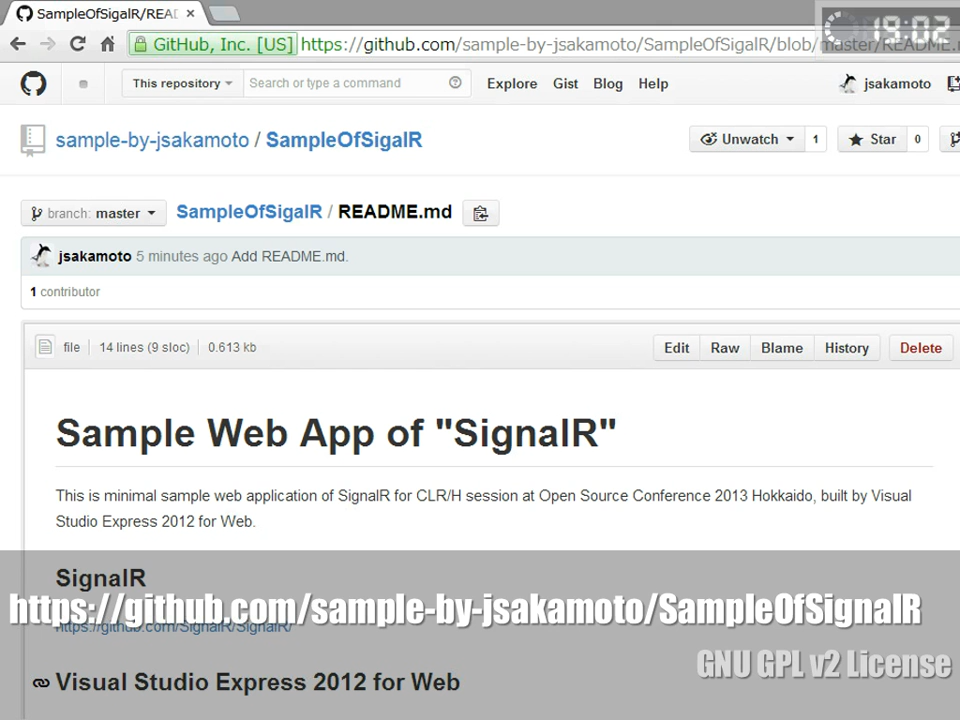 SampleOfSigalR/READ
19:02
GitHub, Inc. [US] https://github.com/sample-by-jsakamoto/SampleOfSigalR/blob/master/README.
This repository Search or type a command Explore Gist Blog Help jsakamoto
sample-by-jsakamoto / SampleOfSigalR Unwatch 1 Star 0
branch: master SampleOfSigalR / README.md
jsakamoto 5 minutes ago Add README.md.
1 contributor
file 14 lines (9 sloc) 0.613 kb Edit Raw Blame History Delete
Sample Web App of "SignalR"
This is minimal sample web application of SignalR for CLR/H session at Open Source Conference 2013 Hokkaido, built by Visual
Studio Express 2012 for Web.
SignalR
https://github.com/sample-by-jsakamoto/SampleOfSignalR
https://github.com/SignalR/SignalR/
GNU GPL v2 License
Visual Studio Express 2012 for Web